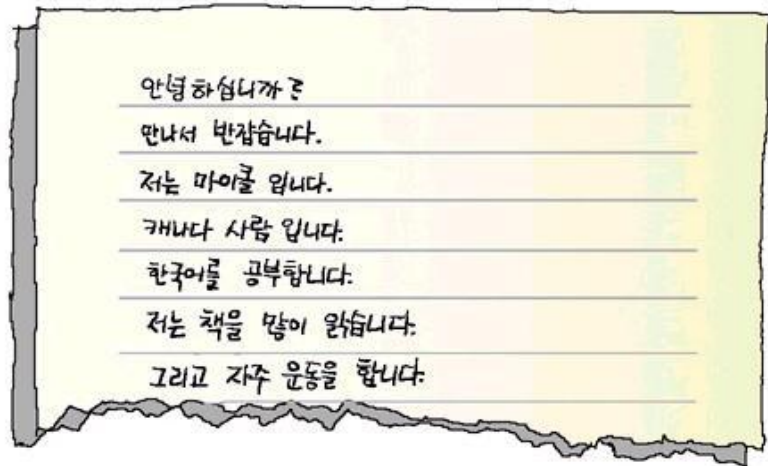 안녕하십니까?
만나서 반갑습니다.
저는 마이클 입니다.
캐나다 사람 입니다.
한국어를 공부합니다.
저는 책을 많이 읽습니다.
그리고 자주 운동을 합니다.